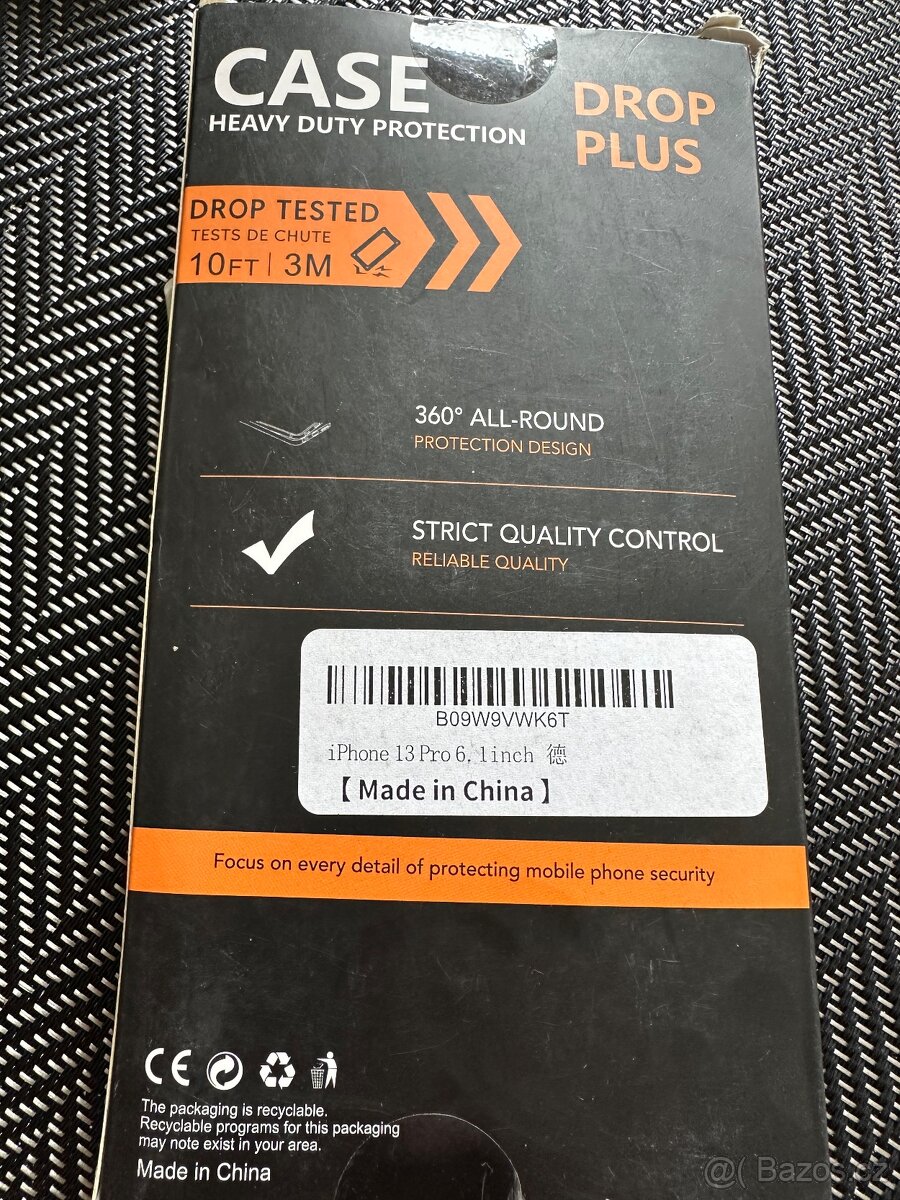 CASE
HEAVY DUTY PROTECTION
DROP
PLUS
DROP TESTED
TESTS DE CHUTE
10FT | 3M
360° ALL-ROUND
PROTECTION DESIGN
STRICT QUALITY CONTROL
RELIABLE QUALITY
B09W9VWK6T
iPhone 13 Pro 6.1inch 德
【Made in China】
Focus on every detail of protecting mobile phone security
CE
The packaging is recyclable.
Recyclable programs for this packaging
may note exist in your area.
Made in China
@( Bazos.cz